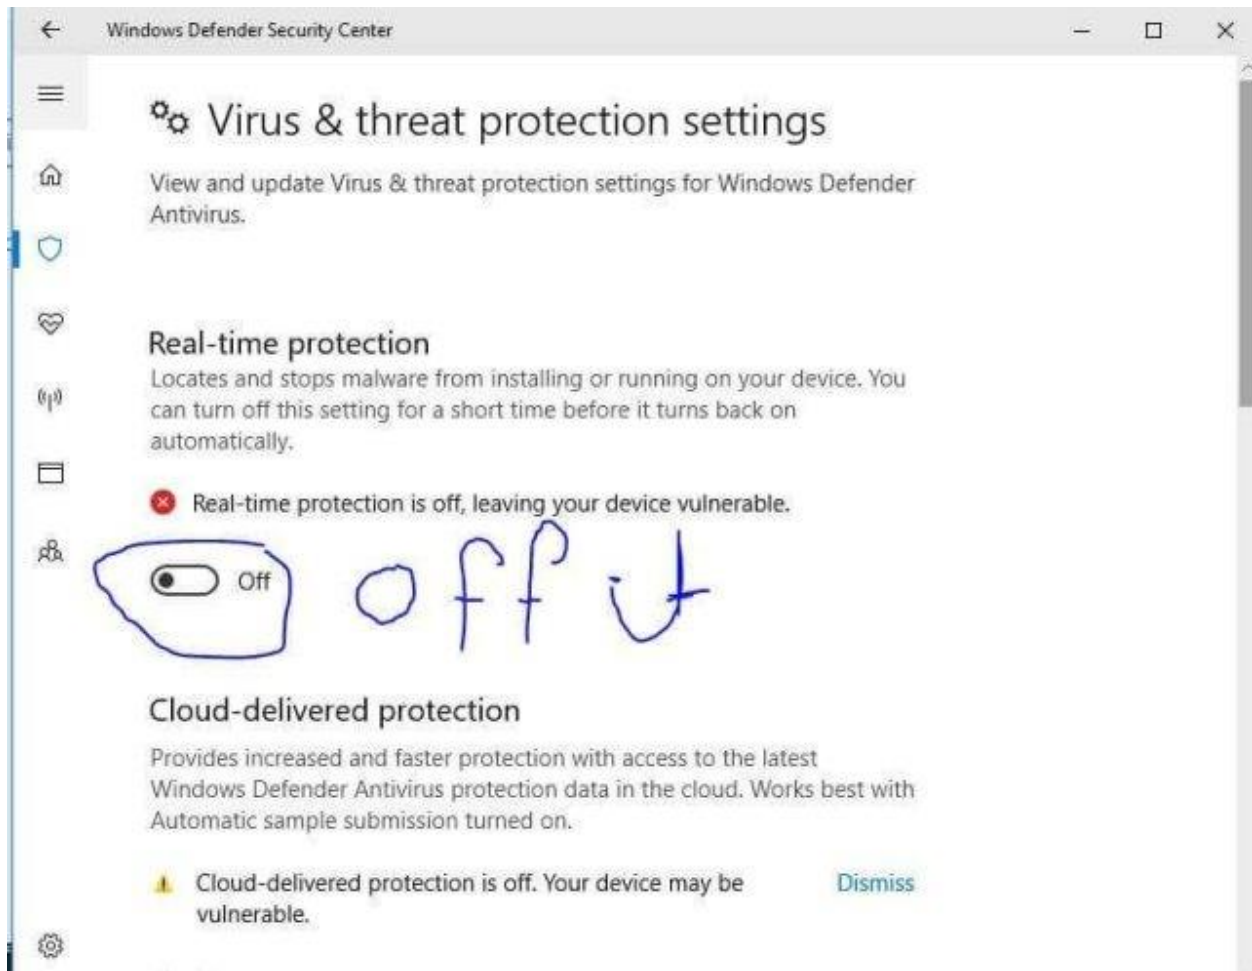 Windows Defender Security Center
Virus & threat protection settings
View and update Virus & threat protection settings for Windows Defender
Antivirus.
Real-time protection
Locates and stops malware from installing or running on your device. You
can turn off this setting for a short time before it turns back on
automatically.
Real-time protection is off, leaving your device vulnerable.
Off off it
Cloud-delivered protection
Provides increased and faster protection with access to the latest
Windows Defender Antivirus protection data in the cloud. Works best with
Automatic sample submission turned on.
Cloud-delivered protection is off. Your device may be Dismiss
vulnerable.